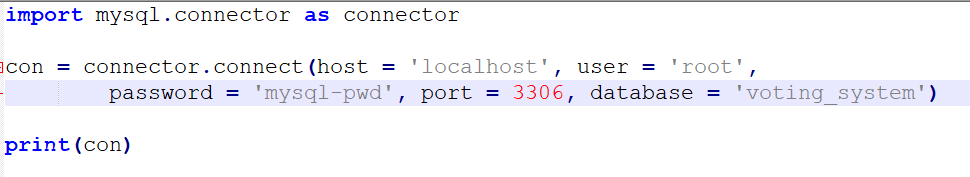 import mysql.connector as connector
con = connector.connect(host = 'localhost', user = 'root',
password = 'mysql-pwd', port = 3306, database = 'voting_system')
print(con)